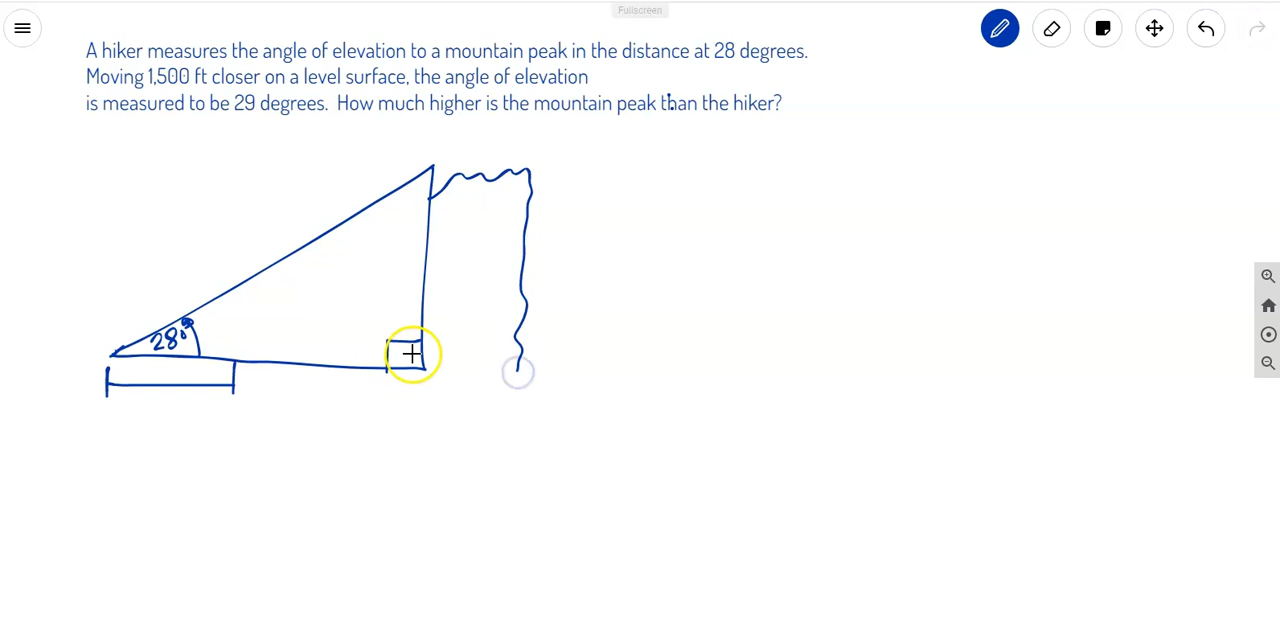 Fullscreen
A hiker measures the angle of elevation to a mountain peak in the distance at 28 degrees.
Moving 1,500 ft closer on a level surface, the angle of elevation
is measured to be 29 degrees. How much higher is the mountain peak than the hiker?
28°